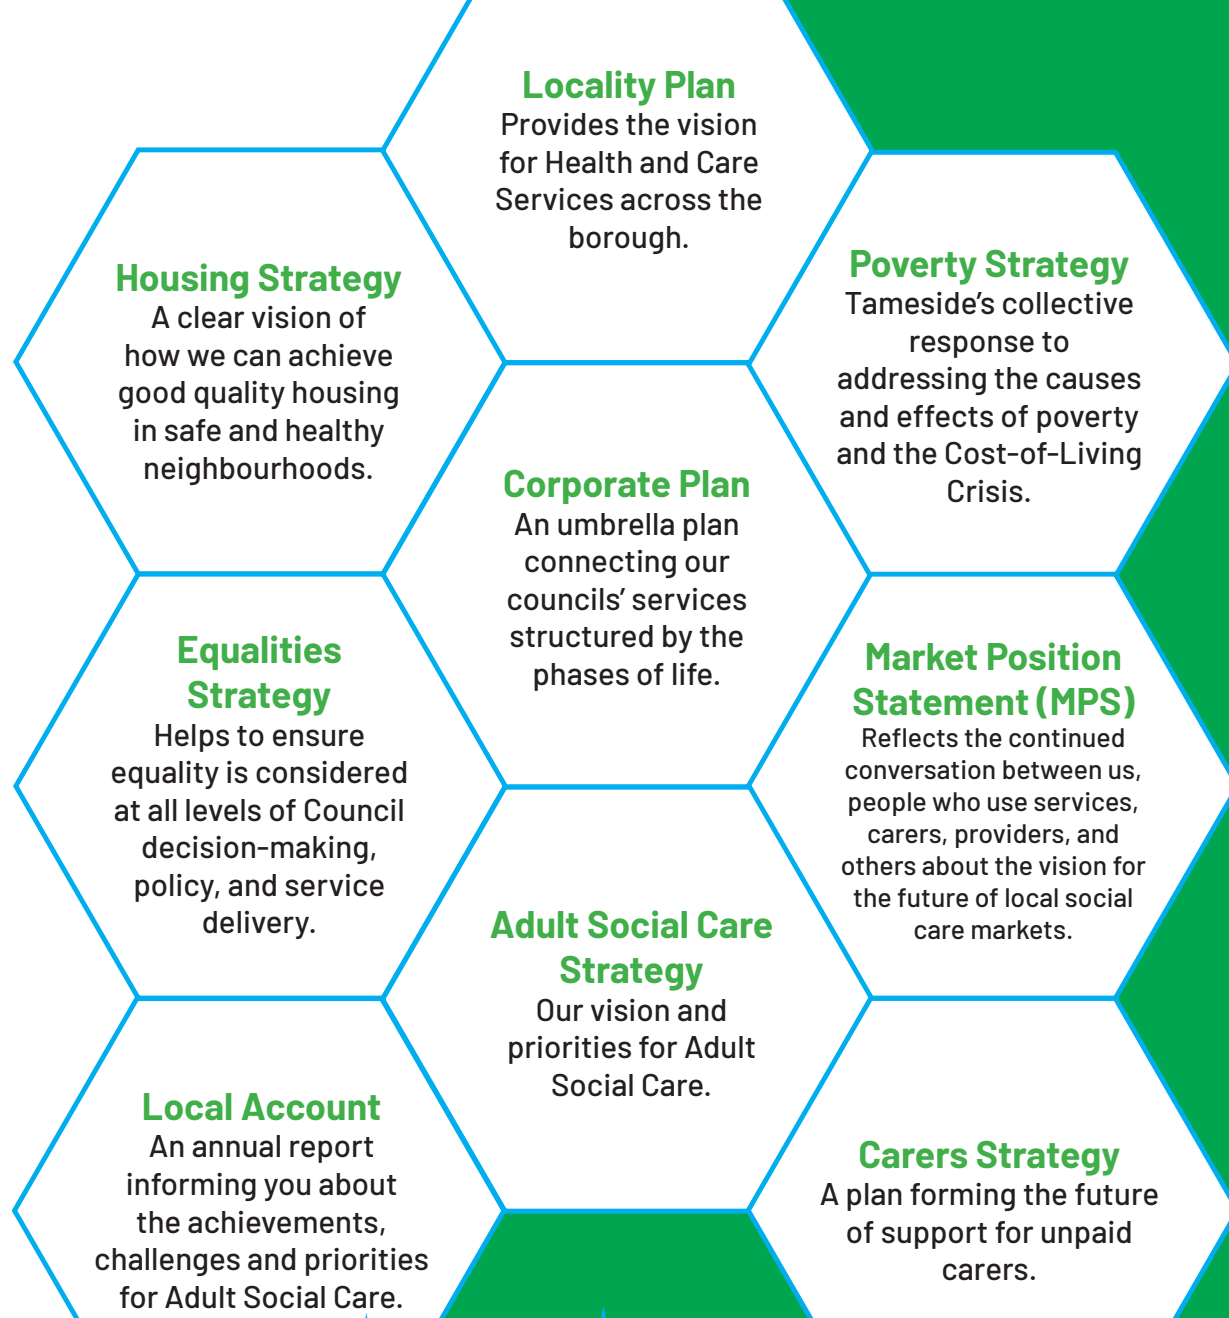 Locality Plan
Provides the vision
for Health and Care
Services across the
borough.
Housing Strategy
A clear vision of
how we can achieve
good quality housing
in safe and healthy
neighbourhoods.
Poverty Strategy
Tameside’s collective
response to
addressing the causes
and effects of poverty
and the Cost-of-Living
Crisis.
Corporate Plan
An umbrella plan
connecting our
councils’ services
structured by the
phases of life.
Equalities
Strategy
Helps to ensure
equality is considered
at all levels of Council
decision-making,
policy, and service
delivery.
Market Position
Statement (MPS)
Reflects the continued
conversation between us,
people who use services,
carers, providers, and
others about the vision for
the future of local social
care markets.
Adult Social Care
Strategy
Our vision and
priorities for Adult
Social Care.
Local Account
An annual report
informing you about
the achievements,
challenges and priorities
for Adult Social Care.
Carers Strategy
A plan forming the future
of support for unpaid
carers.